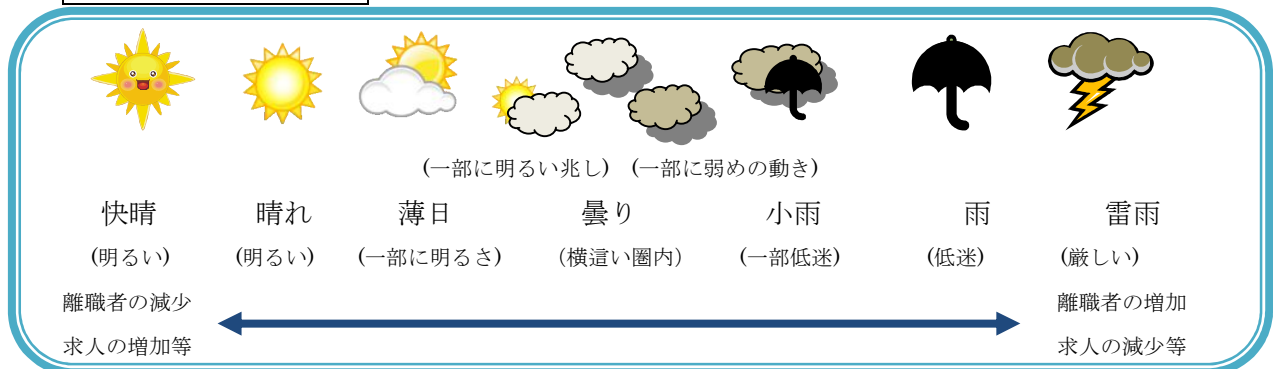 (一部に明るい兆し) (一部に弱めの動き)
快晴 晴れ 薄日 曇り 小雨 雨 雷雨
(明るい) (明るい) (一部に明るさ) (横這い圏内) (一部低迷) (低迷) (厳しい)
離職者の減少 離職者の増加
求人の増加等 求人の減少等